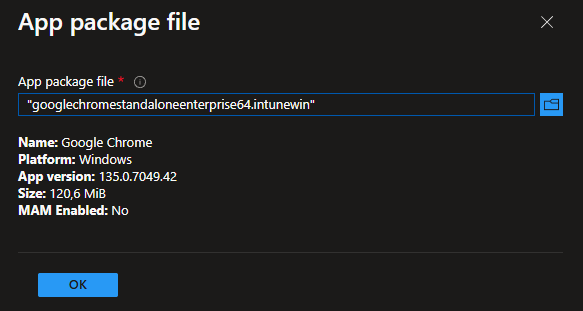 App package file
App package file *
"googlechromestandaloneenterprise64.intunewin"
Name: Google Chrome
Platform: Windows
App version: 135.0.7049.42
Size: 120,6 MiB
MAM Enabled: No
OK